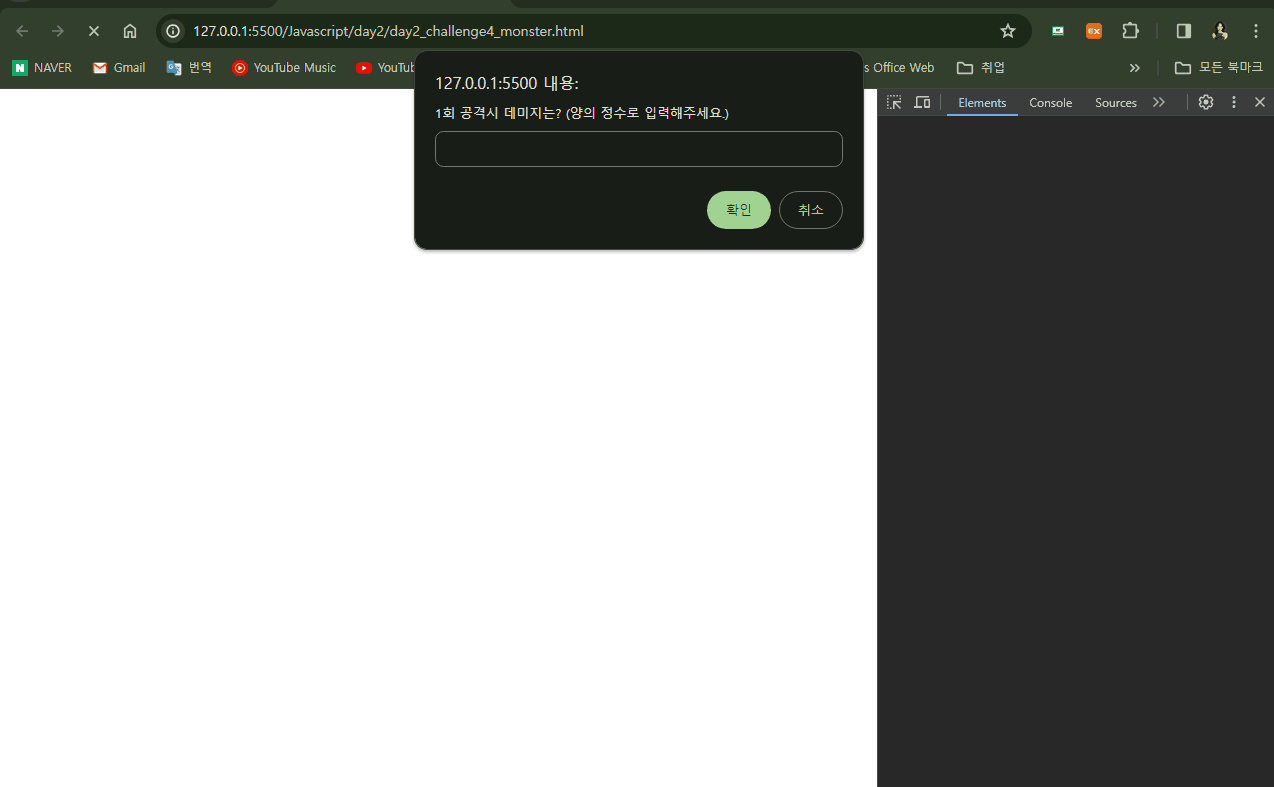 127.0.0.1:5500/Javascript/day2/day2_challenge4_monster.html
EX
N NAVER Gmail 번역 YouTube Music YouTub s Office Web 취업 모든 북마크
127.0.0.1:5500 내용:
1회 공격시 데미지는? (양의 정수로 입력해주세요.)
확인 취소
Elements Console Sources